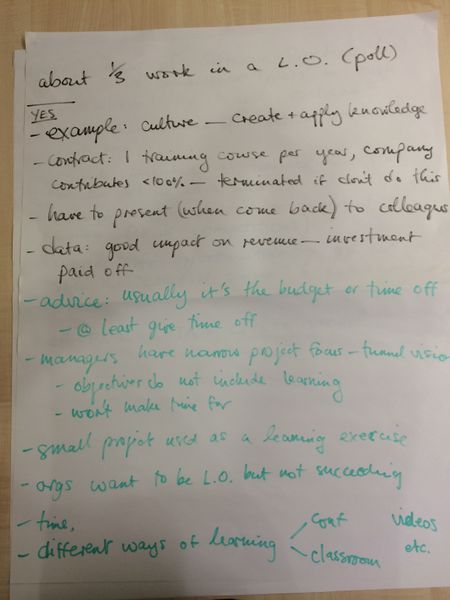 about 1/3 work in a L.O. (poll)
YES
- example: culture — create + apply knowledge
- contract: 1 training course per year, company
contributes <100% — terminated if don't do this
- have to present (when come back) to colleagues
- data: good impact on revenue — investment
paid off
- advice: usually it's the budget or time off
- @ least give time off
- managers have narrow project focus - tunnel vision
- objectives do not include learning
- won't make time for
- small project used as a learning exercise
- orgs want to be L.O. but not succeeding
- time,
- different ways of learning
conf videos
classroom etc.